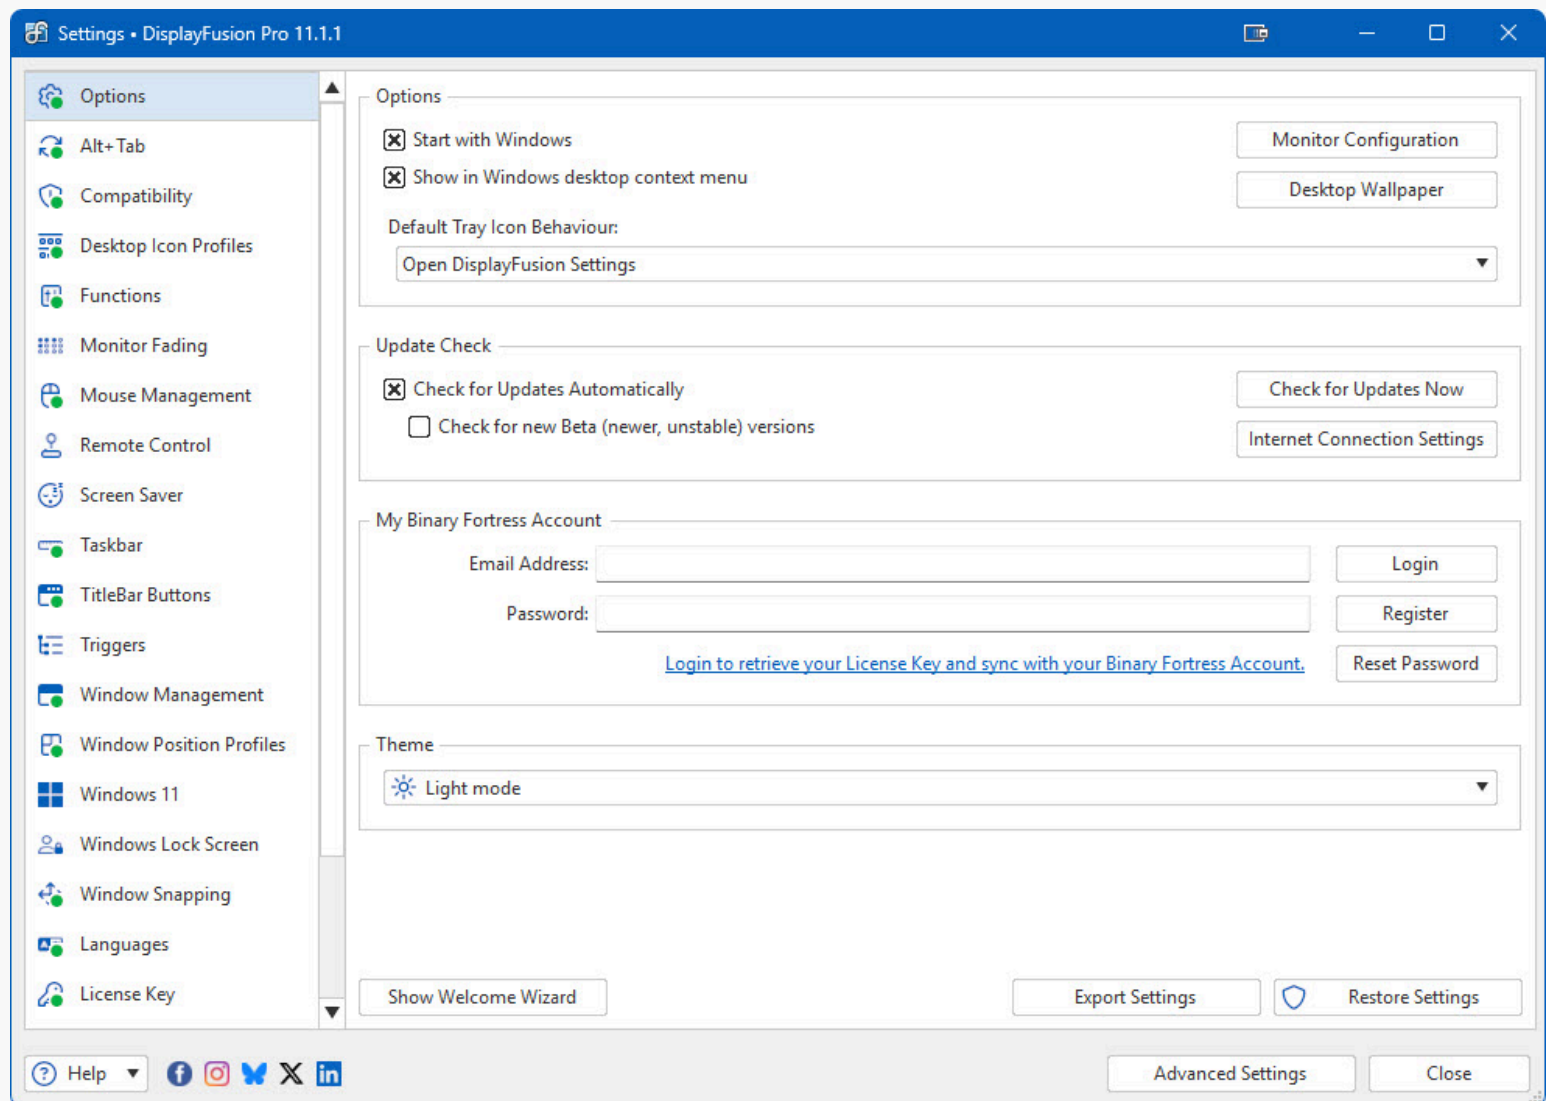 Settings • DisplayFusion Pro 11.1.1
Options
Alt+Tab
Compatibility
Desktop Icon Profiles
Functions
Monitor Fading
Mouse Management
Remote Control
Screen Saver
Taskbar
TitleBar Buttons
Triggers
Window Management
Window Position Profiles
Windows 11
Windows Lock Screen
Window Snapping
Languages
License Key
Options
Start with Windows
Monitor Configuration
Show in Windows desktop context menu
Desktop Wallpaper
Default Tray Icon Behaviour:
Open DisplayFusion Settings
Update Check
Check for Updates Automatically
Check for Updates Now
Check for new Beta (newer, unstable) versions
Internet Connection Settings
My Binary Fortress Account
Email Address:
Login
Password:
Register
Login to retrieve your License Key and sync with your Binary Fortress Account.
Reset Password
Theme
Light mode
Show Welcome Wizard
Export Settings
Restore Settings
Help
Advanced Settings
Close